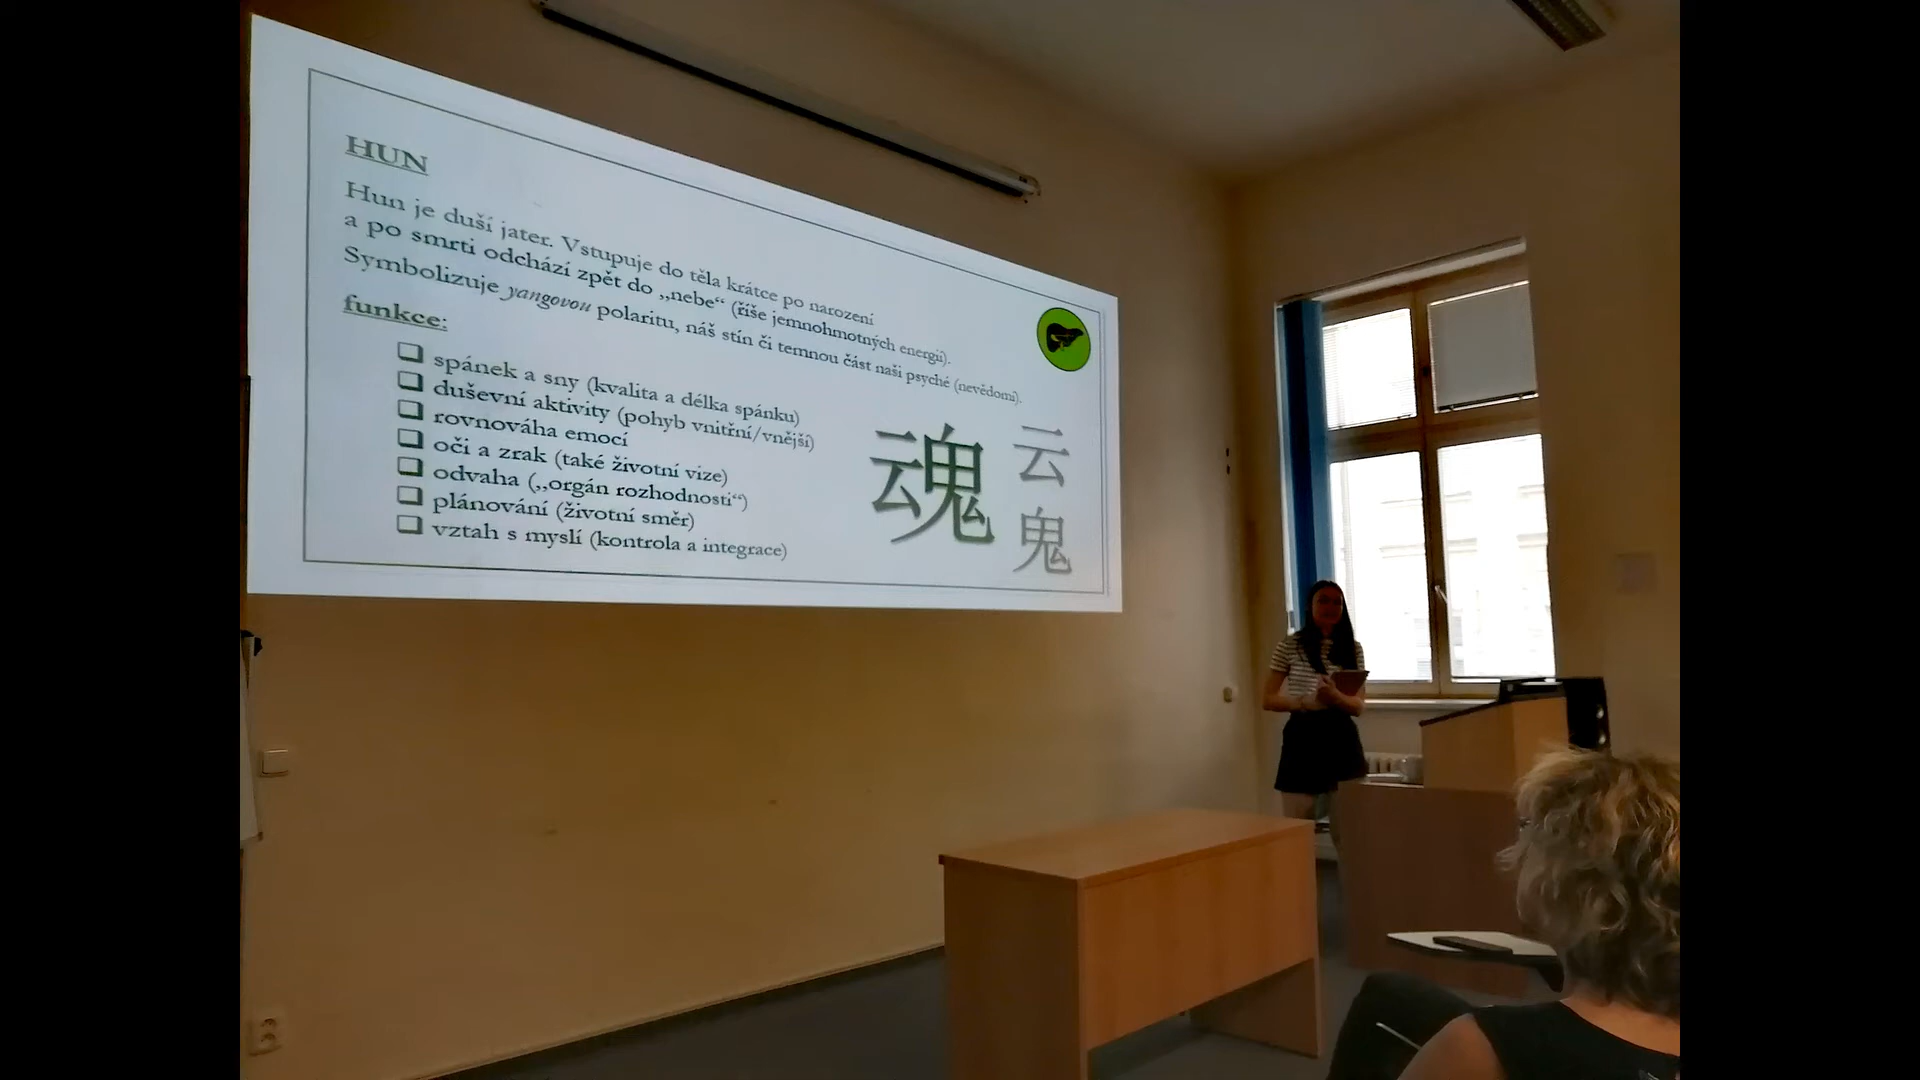 HUN
Hun je duší jater. Vstupuje do těla krátce po narození
a po smrti odchází zpět do „nebe“ (říše jemnohmotných energií).
Symbolizuje yangovou polaritu, náš stín či temnou část naši psyché (nevědomí).
funkce:
❑ spánek a sny (kvalita a délka spánku)
❑ duševní aktivity (pohyb vnitřní/vnější)
❑ rovnováha emocí
❑ oči a zrak (také životní vize)
❑ odvaha („orgán rozhodnosti“)
❑ plánování (životní směr)
❑ vztah s myslí (kontrola a integrace)
魂
云
鬼